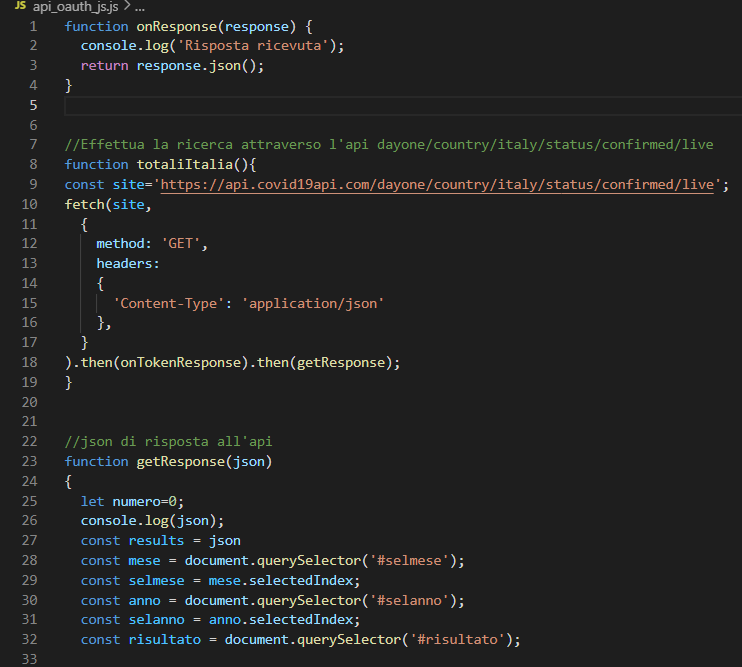 JS api_oauth_js.js > ...
1 function onResponse(response) {
2   console.log('Risposta ricevuta');
3   return response.json();
4 }
5
6
7 //Effettua la ricerca attraverso l'api dayone/country/italy/status/confirmed/live
8 function totaliItalia(){
9 const site='https://api.covid19api.com/dayone/country/italy/status/confirmed/live';
10 fetch(site,
11   {
12     method: 'GET',
13     headers:
14     {
15       'Content-Type': 'application/json'
16     },
17   }
18 ).then(onTokenResponse).then(getResponse);
19 }
20
21
22 //json di risposta all'api
23 function getResponse(json)
24 {
25   let numero=0;
26   console.log(json);
27   const results = json
28   const mese = document.querySelector('#selmese');
29   const selmese = mese.selectedIndex;
30   const anno = document.querySelector('#selanno');
31   const selanno = anno.selectedIndex;
32   const risultato = document.querySelector('#risultato');
33